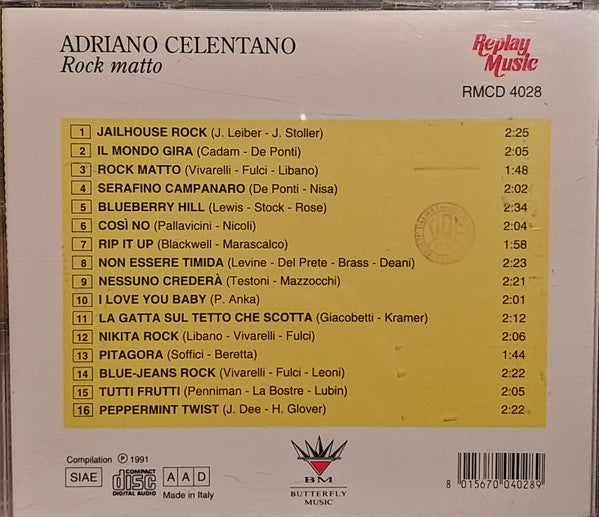 ADRIANO CELENTANO
Rock matto
Replay
Music
RMCD 4028
1 JAILHOUSE ROCK (J. Leiber - J. Stoller) 2:25
2 IL MONDO GIRA (Cadam - De Ponti) 2:05
3 ROCK MATTO (Vivarelli - Fulci - Libano) 1:48
4 SERAFINO CAMPANARO (De Ponti - Nisa) 2:02
5 BLUEBERRY HILL (Lewis - Stock - Rose) 2:34
6 COSÌ NO (Pallavicini - Nicoli) 2:04
7 RIP IT UP (Blackwell - Marascalco) 1:58
8 NON ESSERE TIMIDA (Levine - Del Prete - Brass - Deani) 2:23
9 NESSUNO CREDERÀ (Testoni - Mazzocchi) 2:21
10 I LOVE YOU BABY (P. Anka) 2:01
11 LA GATTA SUL TETTO CHE SCOTTA (Giacobetti - Kramer) 2:12
12 NIKITA ROCK (Libano - Vivarelli - Fulci) 2:06
13 PITAGORA (Soffici - Beretta) 1:44
14 BLUE-JEANS ROCK (Vivarelli - Fulci - Leoni) 2:22
15 TUTTI FRUTTI (Penniman - La Bostre - Lubin) 2:05
16 PEPPERMINT TWIST (J. Dee - H. Glover) 2:22
Compilation Ⓟ 1991
SIAE
COMPACT
disc
DIGITAL AUDIO
AAD
Made in Italy
BM
BUTTERFLY
MUSIC
8 015670 040289